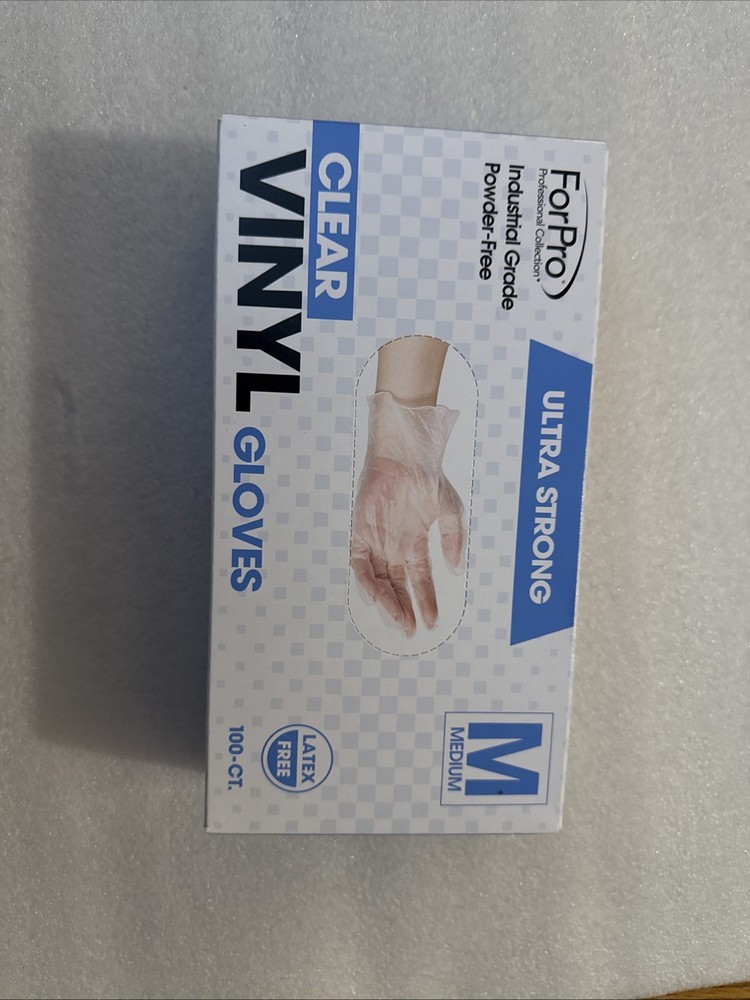 ForPro®
Professional Collection®
Industrial Grade
Powder-Free
ULTRA STRONG
M
MEDIUM
CLEAR
VINYL GLOVES
LATEX
FREE
100-CT.